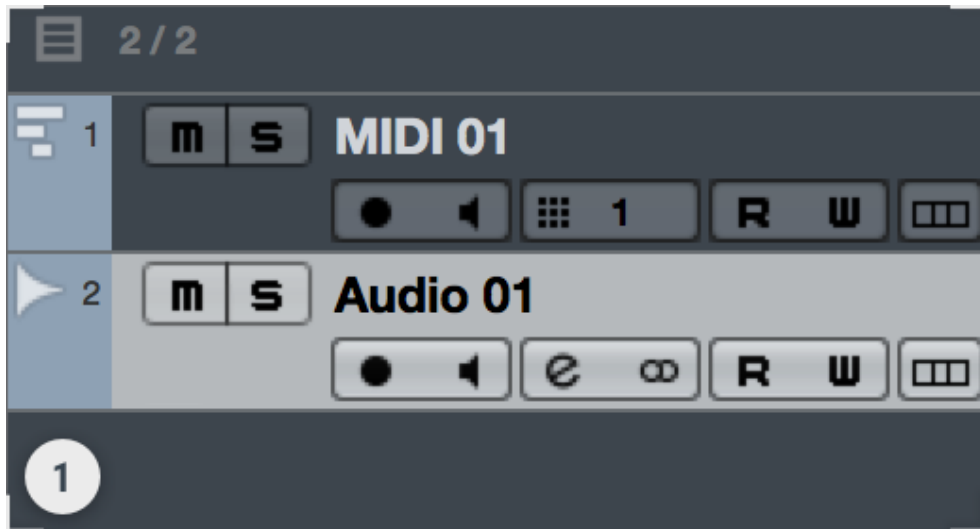 2 / 2
1 m s MIDI 01
1 R W
2 m s Audio 01
e R W
1